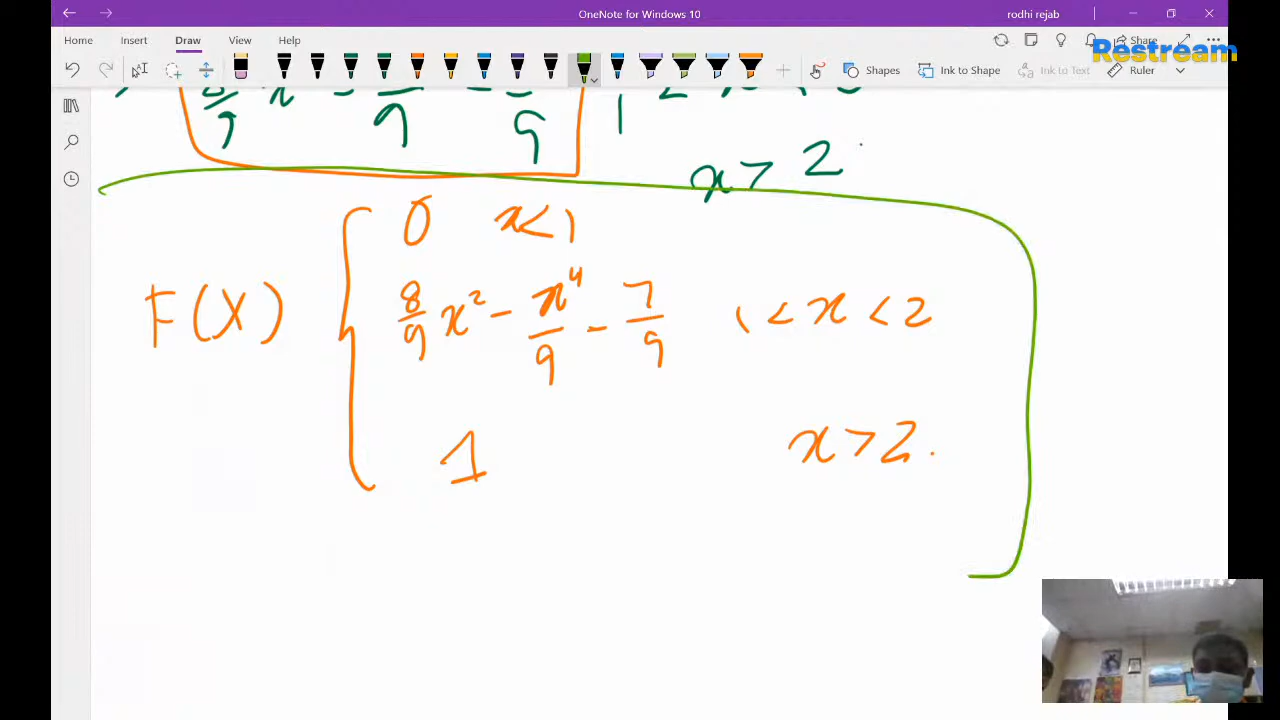 OneNote for Windows 10
rodhi rejab
Home Insert Draw View Help
Share
Restream
Shapes Ink to Shape Ink to Text Ruler
x > 2
0 x < 1
F(X) 8/9 x² - x⁴/9 - 7/9 1 < x < 2
1 x > 2.